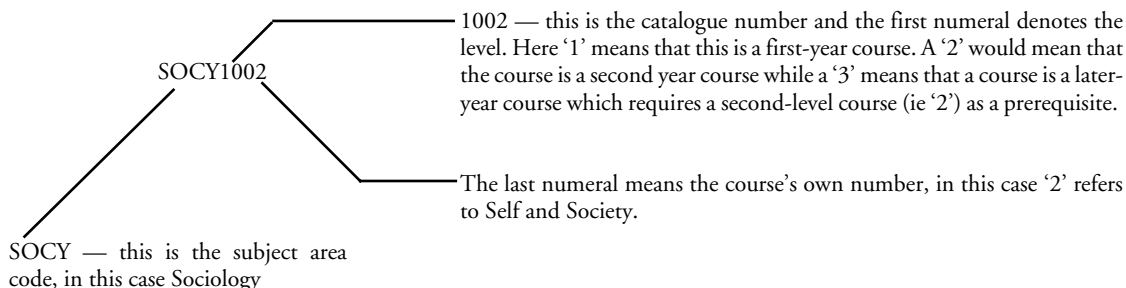 1002 — this is the catalogue number and the first numeral denotes the
level. Here ‘1’ means that this is a first-year course. A ‘2’ would mean that
the course is a second year course while a ‘3’ means that a course is a later-
year course which requires a second-level course (ie ‘2’) as a prerequisite.
SOCY1002
The last numeral means the course’s own number, in this case ‘2’ refers
to Self and Society.
SOCY — this is the subject area
code, in this case Sociology